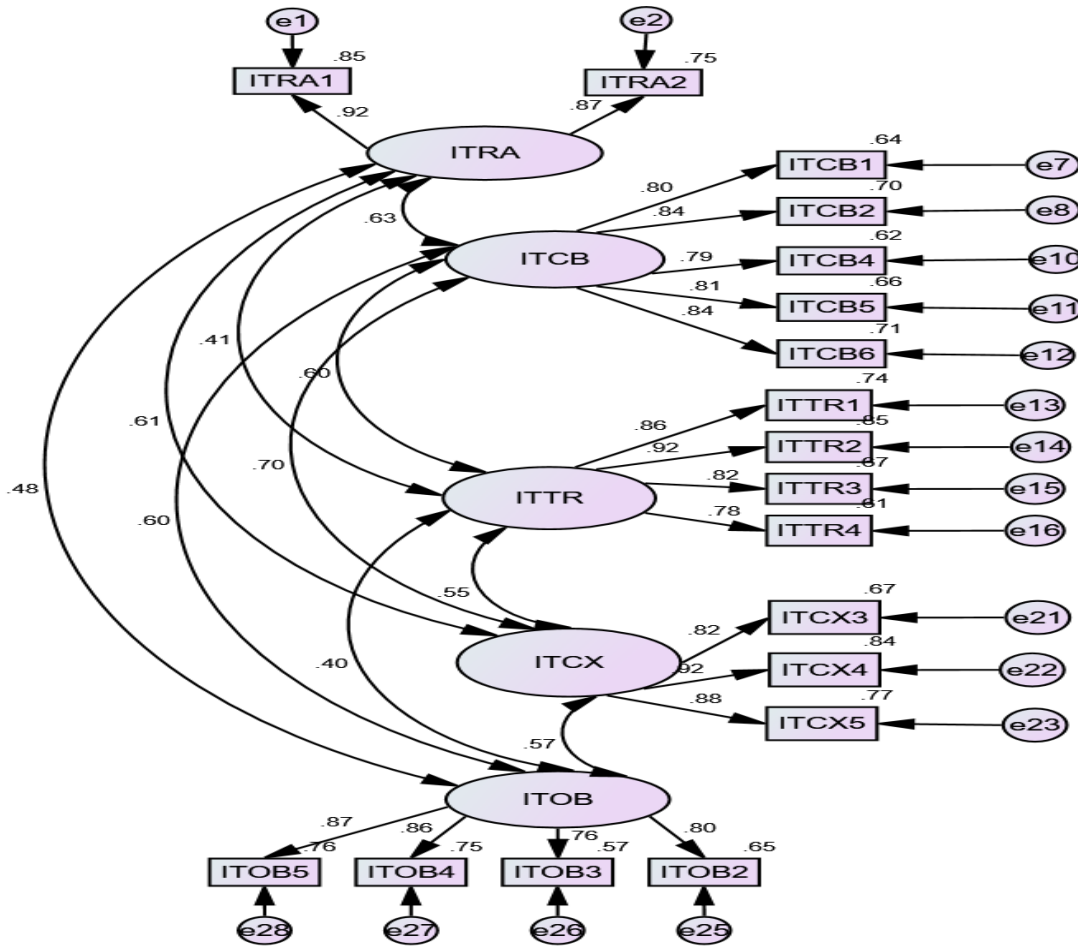 e1
e2
.85
.75
ITRA1
ITRA2
.92
.87
ITRA
.64
ITCB1
e7
.80
.70
.63
.84
ITCB2
e8
.62
ITCB
.79
ITCB4
e10
.66
.81
ITCB5
e11
.84
.71
ITCB6
e12
.41
.60
.74
ITTR1
e13
.86
.85
.61
.92
ITTR2
e14
.67
.70
.82
ITTR3
e15
.48
ITTR
.61
.78
ITTR4
e16
.60
.55
.67
ITCX3
e21
.82
.84
.40
ITCX
.92
ITCX4
e22
.88
.77
ITCX5
e23
.57
ITOB
.87
.86
.76
.80
.76
.75
.57
.65
ITOB5
ITOB4
ITOB3
ITOB2
e28
e27
e26
e25